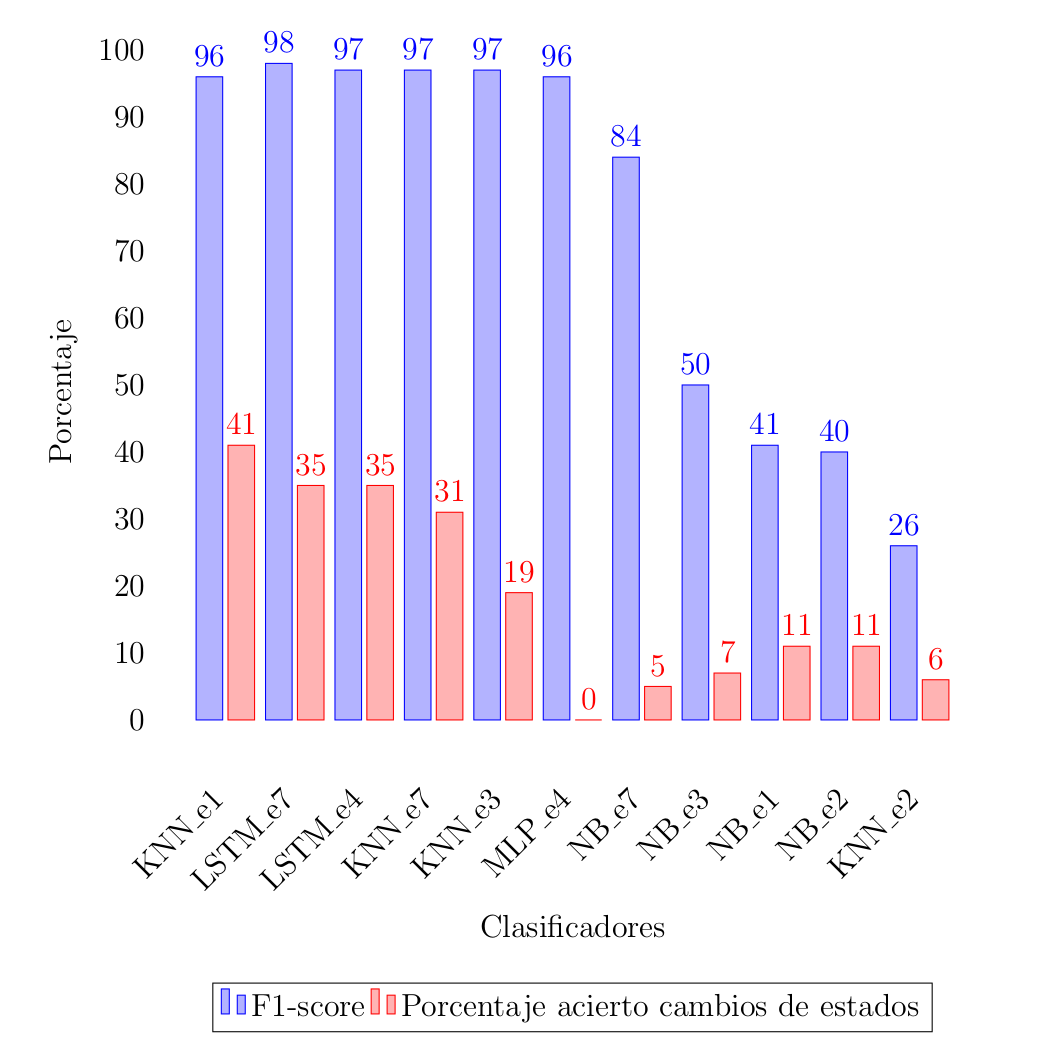 100
90
80
70
60
50
40
30
20
10
0
Porcentaje
96 98 97 97 97 96 84 50 41 40 26
41 35 35 31 19 0 5 7 11 11 6
KNN_e1
LSTM_e7
LSTM_e4
KNN_e7
KNN_e3
MLP_e4
NB_e7
NB_e3
NB_e1
NB_e2
KNN_e2
Clasificadores
F1-score Porcentaje acierto cambios de estados